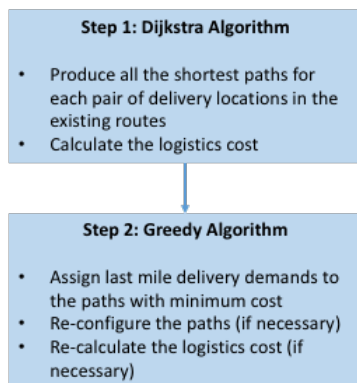 Step 1: Dijkstra Algorithm
• Produce all the shortest paths for
each pair of delivery locations in the
existing routes
• Calculate the logistics cost
Step 2: Greedy Algorithm
• Assign last mile delivery demands to
the paths with minimum cost
• Re-configure the paths (if necessary)
• Re-calculate the logistics cost (if
necessary)